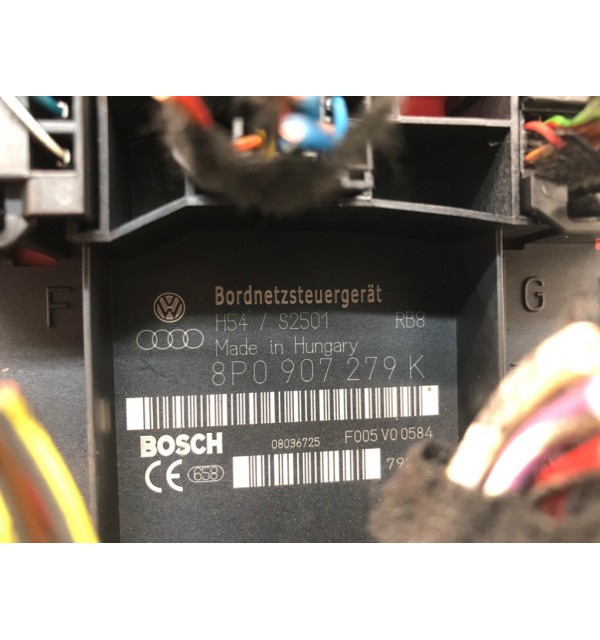 F
G
Bordnetzsteuergerät
H54 / S2501 RB8
Made in Hungary
8P0 907 279 K
BOSCH 08036725 F005 V0 0584
CE 658